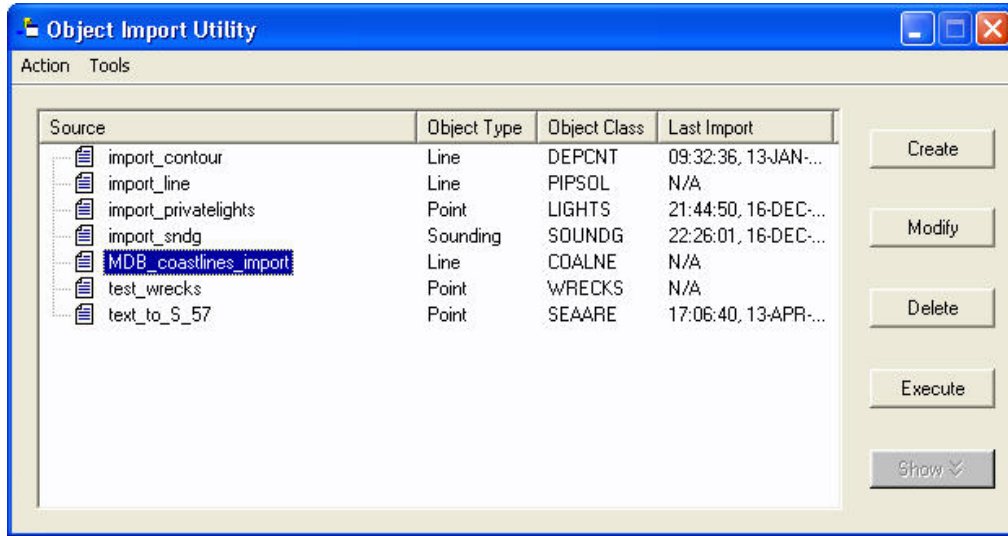 Object Import Utility
Action Tools
Source Object Type Object Class Last Import
import_contour Line DEPCNT 09:32:36, 13-JAN-...
import_line Line PIPSOL N/A
import_privatelights Point LIGHTS 21:44:50, 16-DEC-...
import_sndg Sounding SOUNDG 22:26:01, 16-DEC-...
MDB_coastlines_import Line COALNE N/A
test_wrecks Point WRECKS N/A
text_to_S_57 Point SEAARE 17:06:40, 13-APR-...
Create
Modify
Delete
Execute
Show